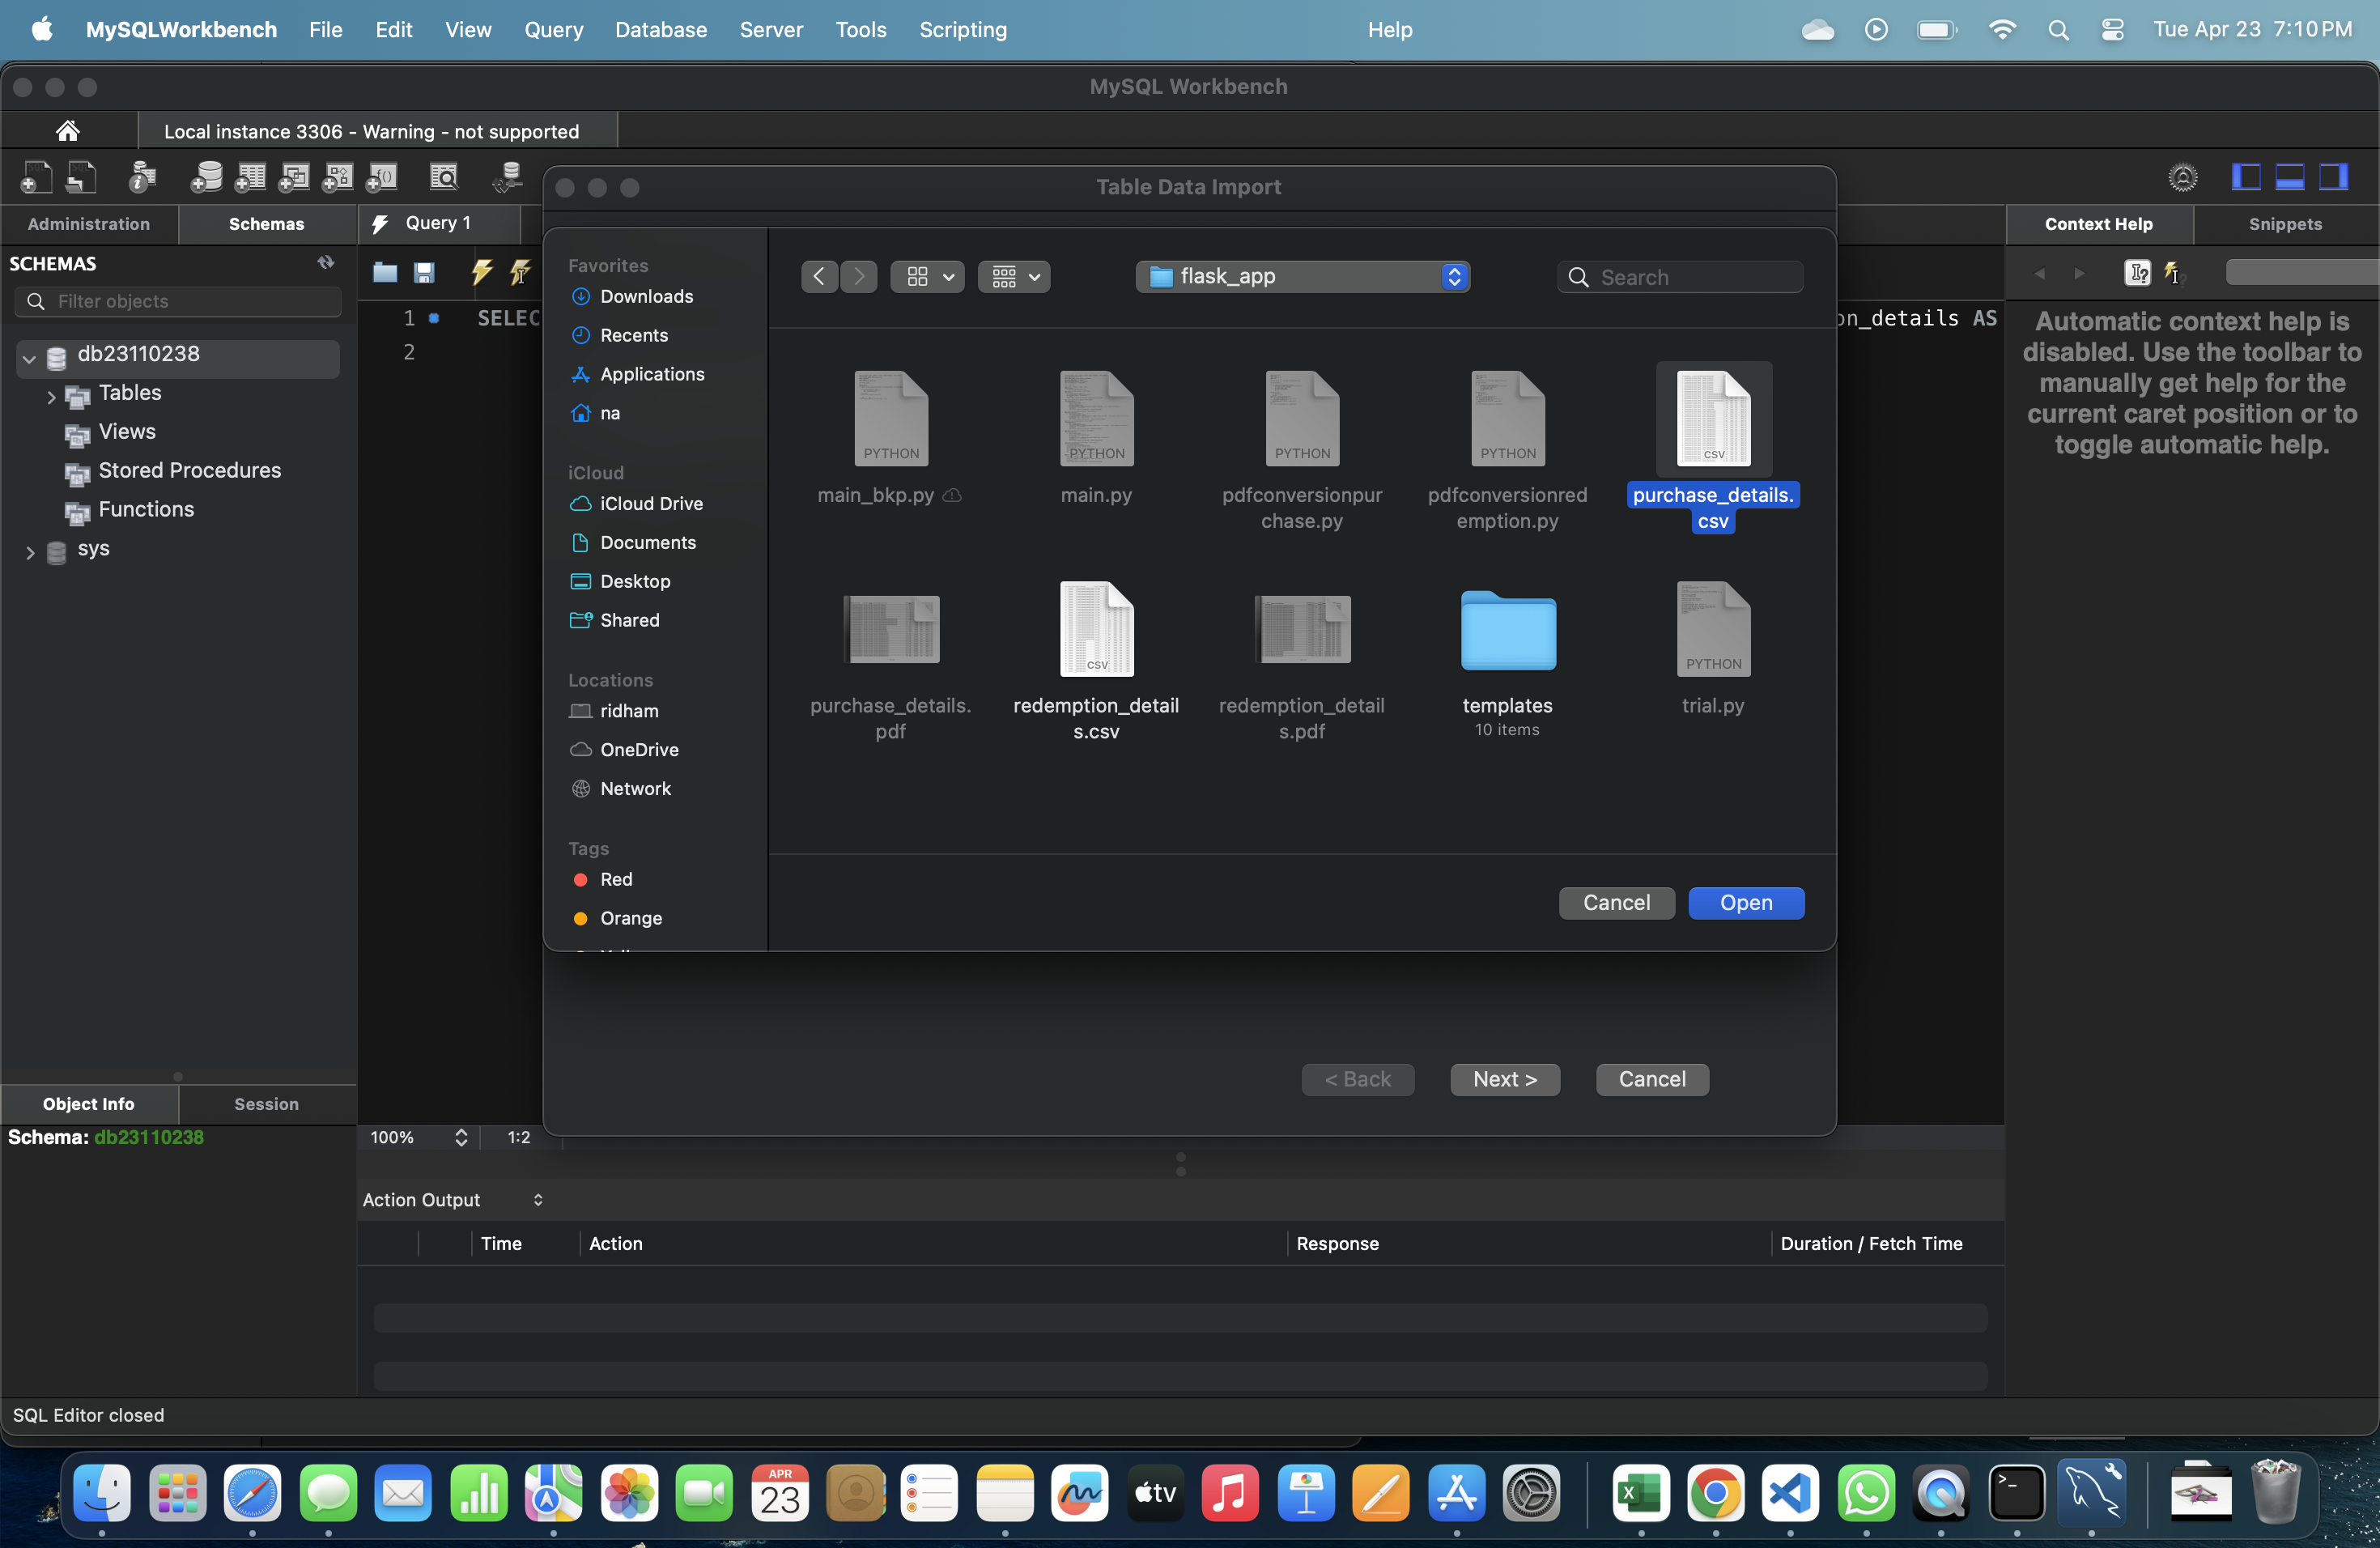 MySQLWorkbench File Edit View Query Database Server Tools Scripting Help Tue Apr 23 7:10 PM
MySQL Workbench
Local instance 3306 - Warning - not supported
Administration Schemas
Query 1
SCHEMAS
Filter objects
db23110238
Tables
Views
Stored Procedures
Functions
sys
1 SELEC
2
on_details AS
Table Data Import
Favorites
Downloads
Recents
Applications
na
iCloud
iCloud Drive
Documents
Desktop
Shared
Locations
ridham
OneDrive
Network
Tags
Red
Orange
flask_app
Search
PYTHON
main_bkp.py
PYTHON
main.py
PYTHON
pdfconversionpur
chase.py
PYTHON
pdfconversionred
emption.py
CSV
purchase_details.
csv
purchase_details.
pdf
CSV
redemption_detail
s.csv
redemption_detail
s.pdf
templates
10 items
PYTHON
trial.py
Cancel Open
< Back Next > Cancel
Context Help Snippets
Automatic context help is
disabled. Use the toolbar to
manually get help for the
current caret position or to
toggle automatic help.
Object Info Session
Schema: db23110238
100% 1:2
Action Output
Time Action Response Duration / Fetch Time
SQL Editor closed
APR
23
tv